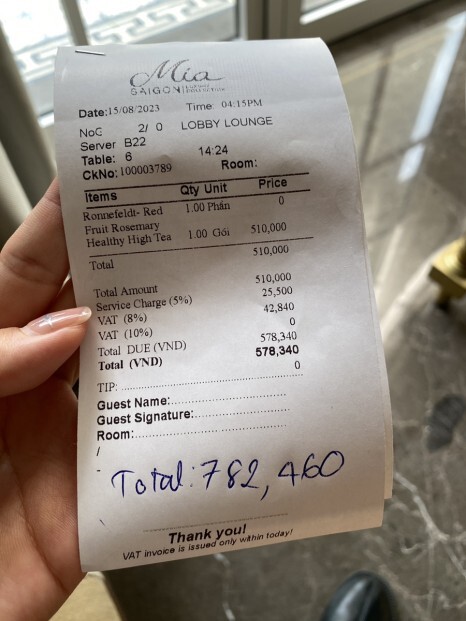 Mia
SAIGON | LUXURY COLLECTION
Date:15/08/2023 Time: 04:15PM
NoC 2/ 0 LOBBY LOUNGE
Server B22
Table: 6 14:24
CkNo: 100003789 Room:
Items Qty Unit Price
Ronnefeldt- Red 1.00 Phần 0
Fruit Rosemary
Healthy High Tea 1.00 Gói 510,000
Total 510,000
Total Amount 510,000
Service Charge (5%) 25,500
VAT (8%) 42,840
VAT (10%) 0
Total DUE (VND) 578,340
Total (VND) 578,340
TIP: 0
Guest Name:
Guest Signature:
Room:
/
-
Total: 782,460
Thank you!
VAT invoice is issued only within today!